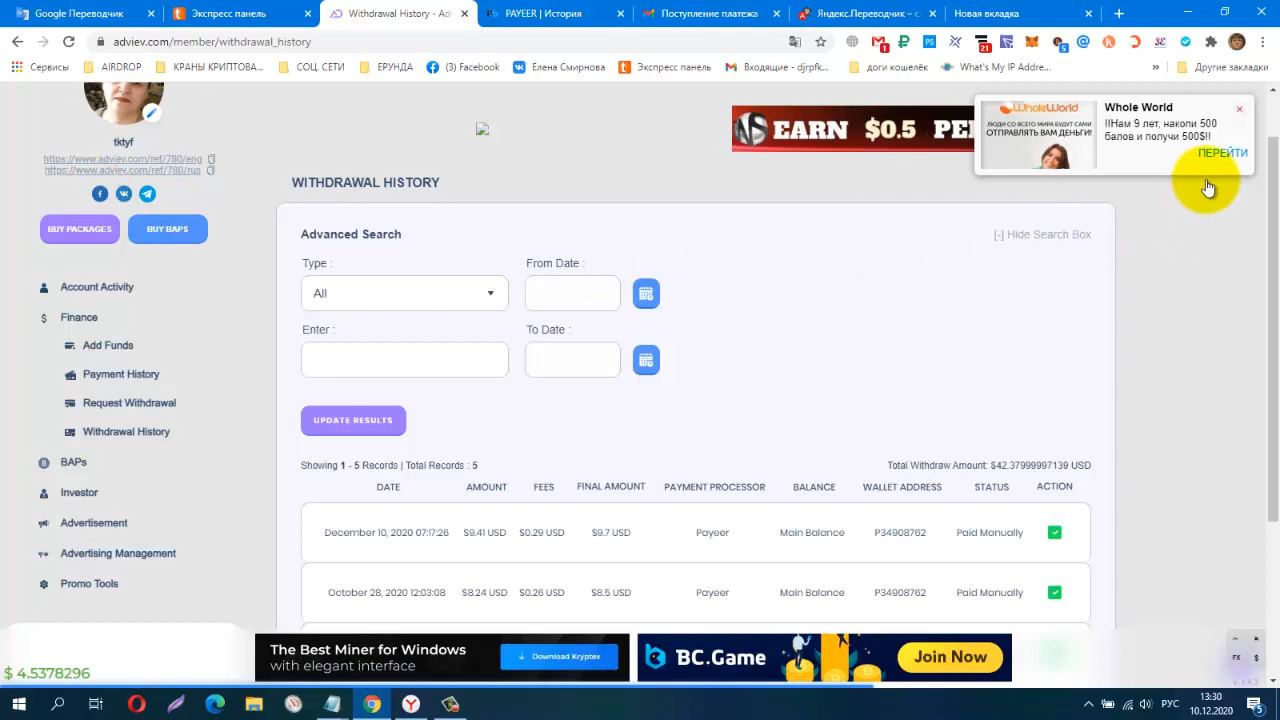 Google Переводчик
Экспресс панель
Withdrawal History - Ad
PAYEER | История
Поступление платежа
Яндекс.Переводчик – с
Новая вкладка
adviev.com/member/withdrawal_history
1
21
5
Сервисы
AIRDROP
КРАНЫ КРИПТОВА...
СОЦ. СЕТИ
ЕРУНДА
(3) Facebook
Елена Смирнова
Экспресс панель
Входящие - djrpfk...
доги кошелёк
What's My IP Addre...
»
Другие закладки
tktyf
https://www.adviev.com/ref/780/eng
https://www.adviev.com/ref/780/rus
BUY PACKAGES
BUY BAPS
Account Activity
Finance
Add Funds
Payment History
Request Withdrawal
Withdrawal History
BAPs
Investor
Advertisement
Advertising Management
Promo Tools
$ 4.5378296
EARN $0.5 PE
WholeWorld
ЛЮДИ СО ВСЕГО МИРА БУДУТ САМИ
ОТПРАВЛЯТЬ ВАМ ДЕНЬГИ!
Whole World
!!Нам 9 лет, накопи 500
балов и получи 500$!!
ПЕРЕЙТИ
WITHDRAWAL HISTORY
Advanced Search
[-] Hide Search Box
Type :
From Date :
All
Enter :
To Date :
UPDATE RESULTS
Showing 1 - 5 Records | Total Records : 5
Total Withdraw Amount: $42.37999997139 USD
DATE AMOUNT FEES FINAL AMOUNT PAYMENT PROCESSOR BALANCE WALLET ADDRESS STATUS ACTION
December 10, 2020 07:17:26 $9.41 USD $0.29 USD $9.7 USD Payeer Main Balance P34908762 Paid Manually
October 28, 2020 12:03:08 $8.24 USD $0.26 USD $8.5 USD Payeer Main Balance P34908762 Paid Manually
The Best Miner for Windows
with elegant interface
Download Kryptex
BC.Game
Join Now
FX $
v 1.4.3
РУС
13:30
10.12.2020
5